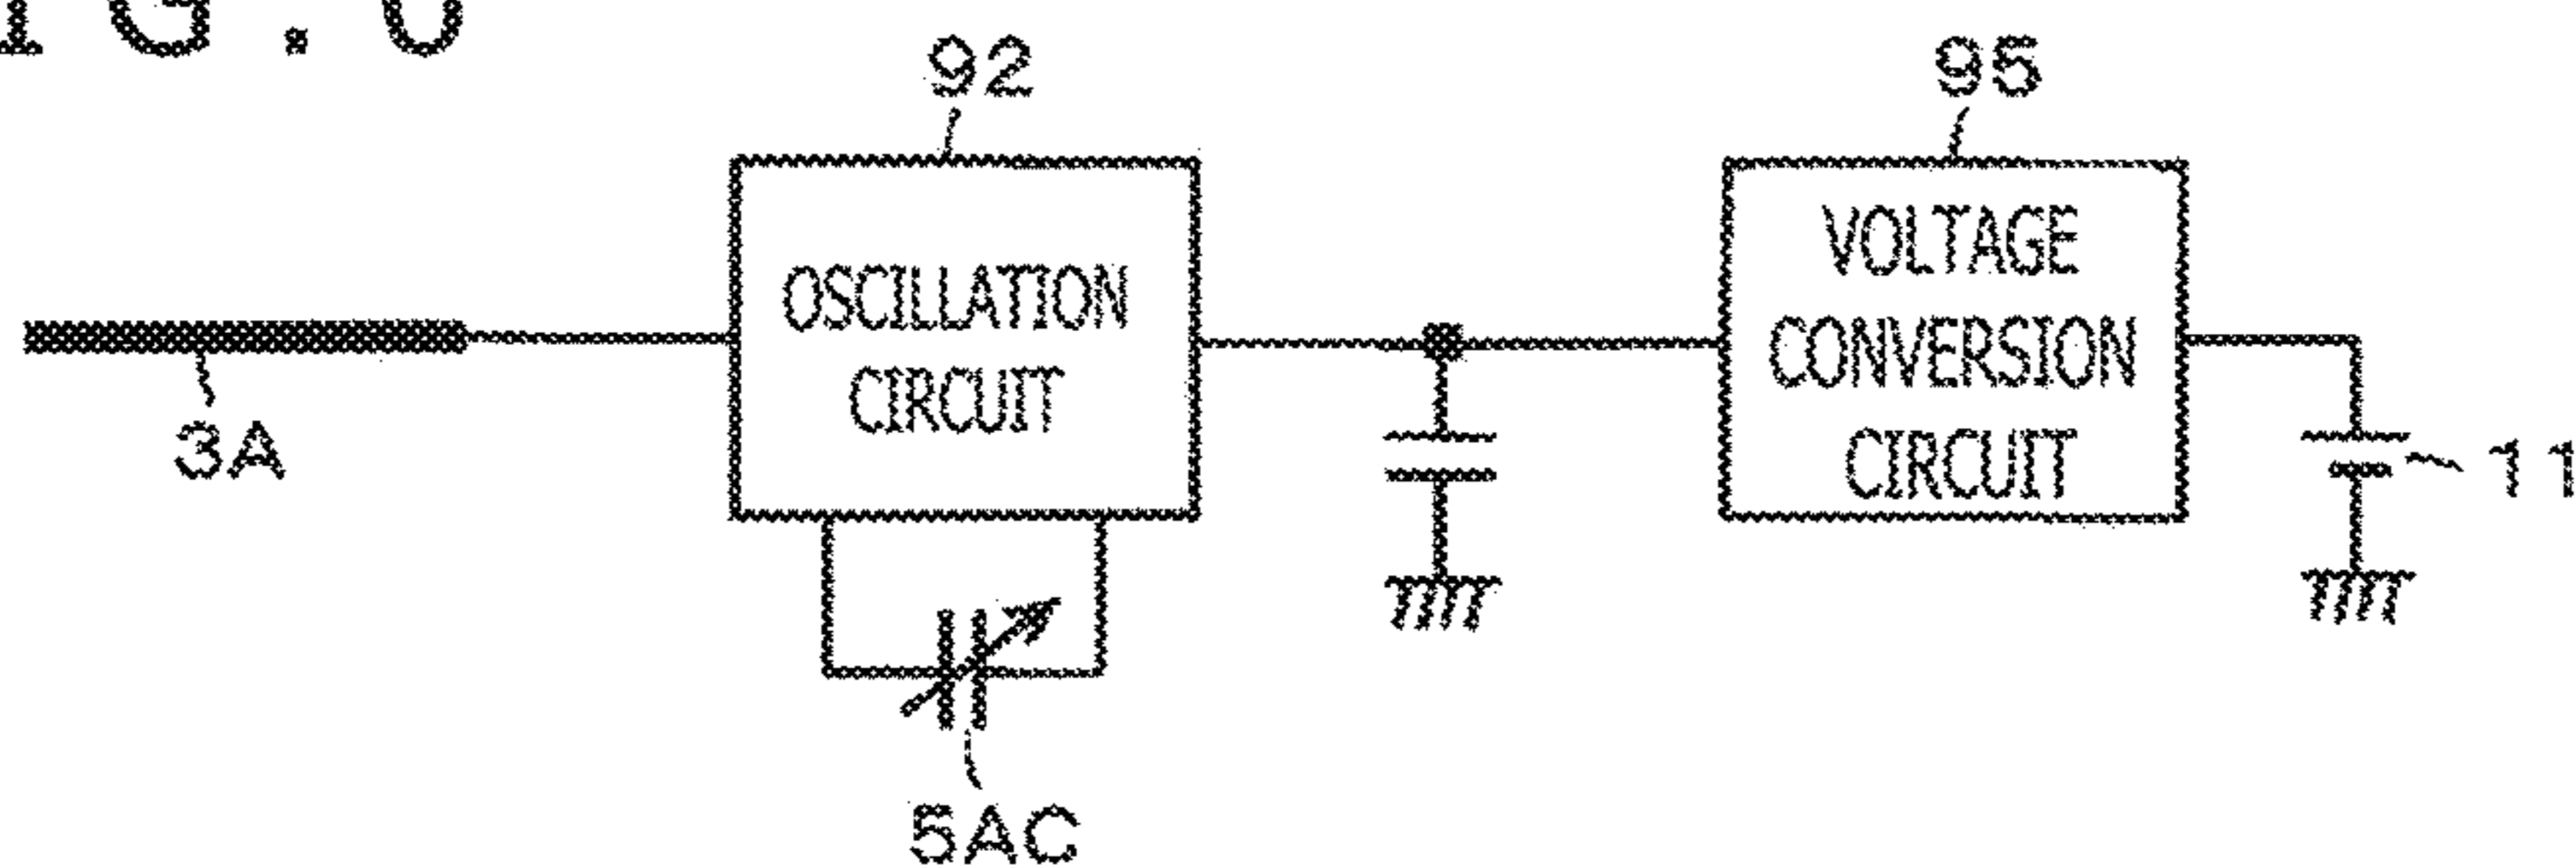 92
95
OSCILLATION
CIRCUIT
VOLTAGE
CONVERSION
CIRCUIT
3A
11
5AC